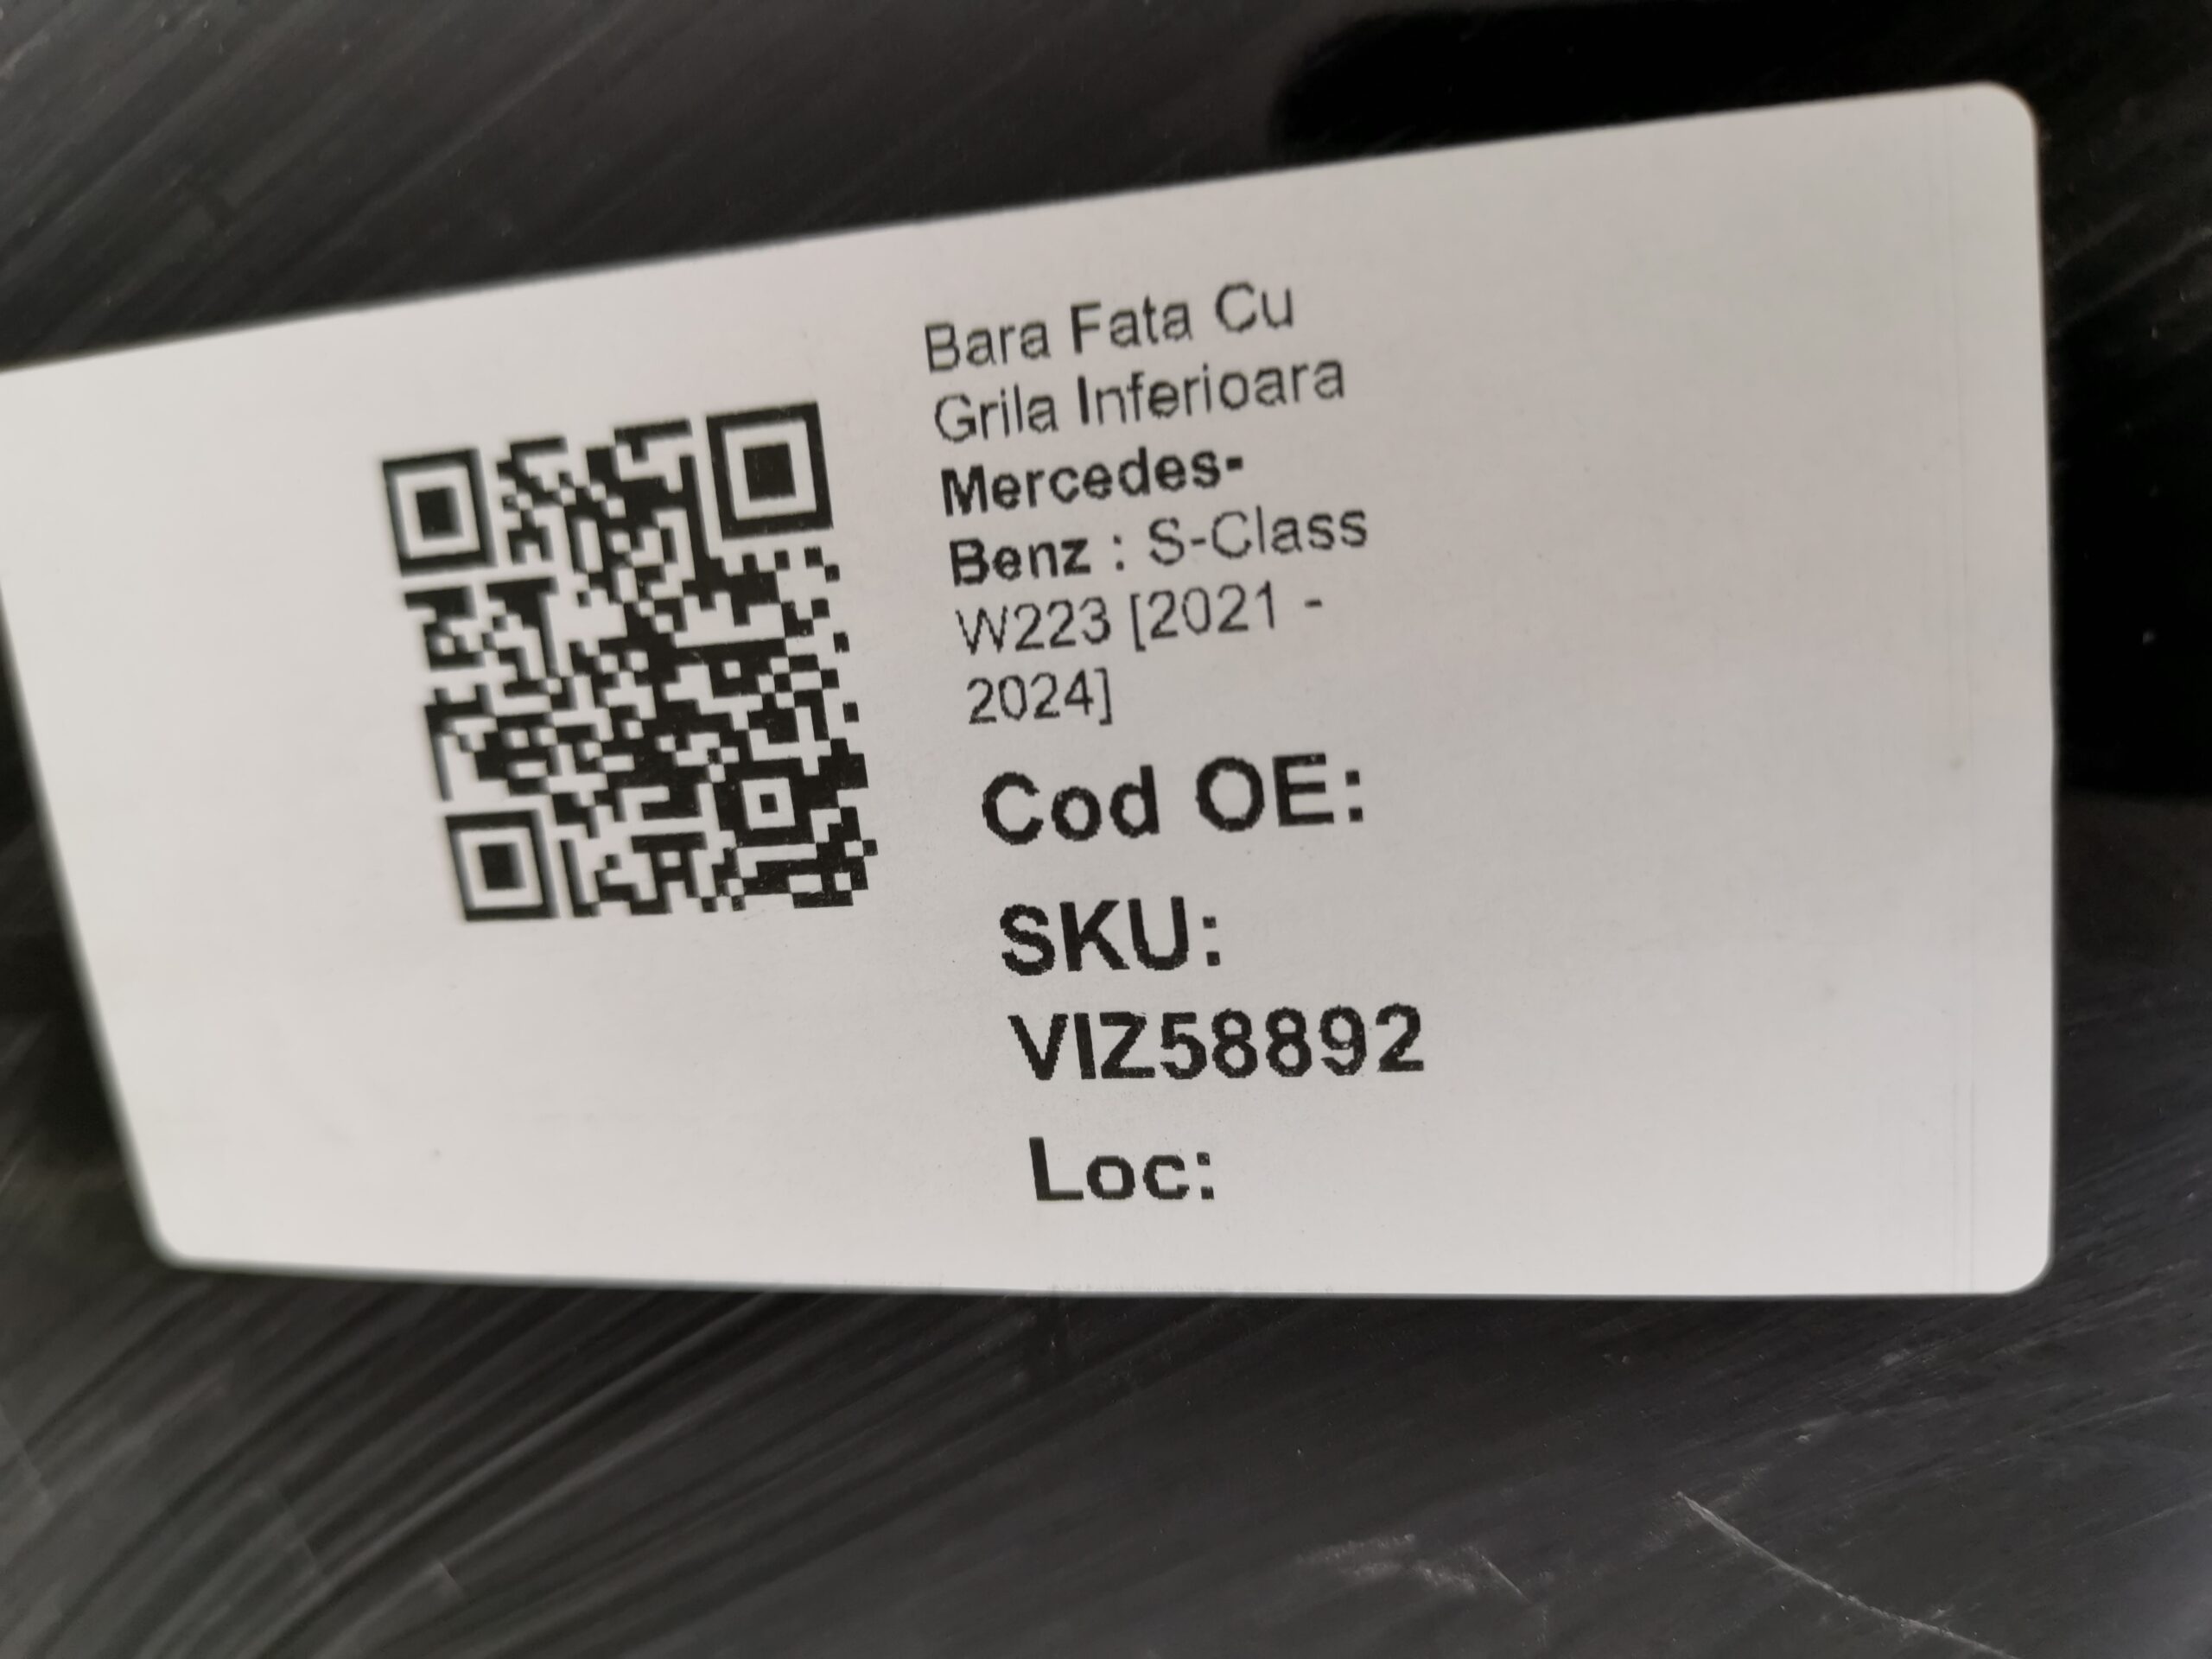 Bara Fata Cu
Grila Inferioara
Mercedes-
Benz : S-Class
W223 [2021 -
2024]
Cod OE:
SKU:
VIZ58892
Loc: